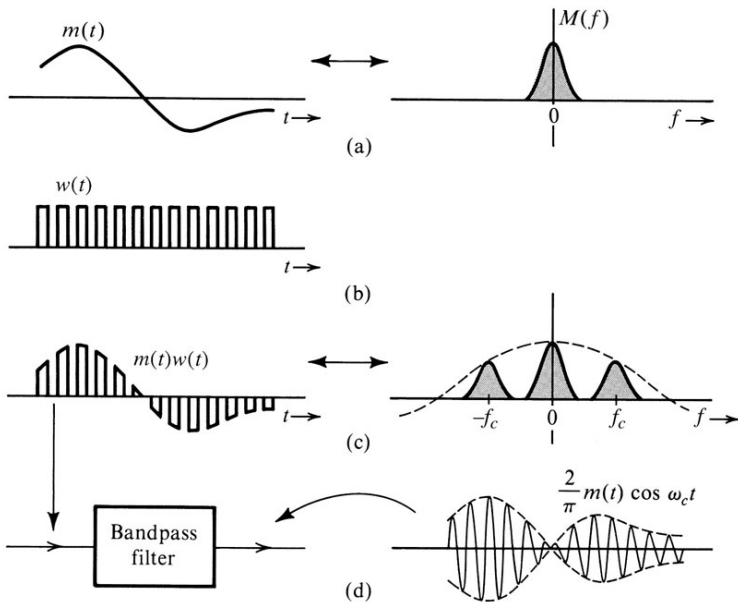 m(t)
M(f)
t→
0
f→
(a)
w(t)
t→
(b)
m(t)w(t)
t→
−f_c
0
f_c
f→
(c)
2/π m(t) cos ω_c t
Bandpass
filter
(d)